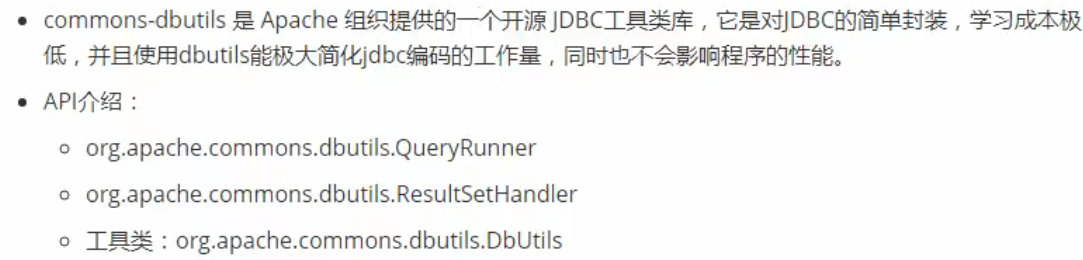 • commons-dbutils 是 Apache 组织提供的一个开源 JDBC工具类库，它是对JDBC的简单封装，学习成本极
低，并且使用dbutils能极大简化jdbc编码的工作量，同时也不会影响程序的性能。
• API介绍：
○ org.apache.commons.dbutils.QueryRunner
○ org.apache.commons.dbutils.ResultSetHandler
○ 工具类：org.apache.commons.dbutils.DbUtils